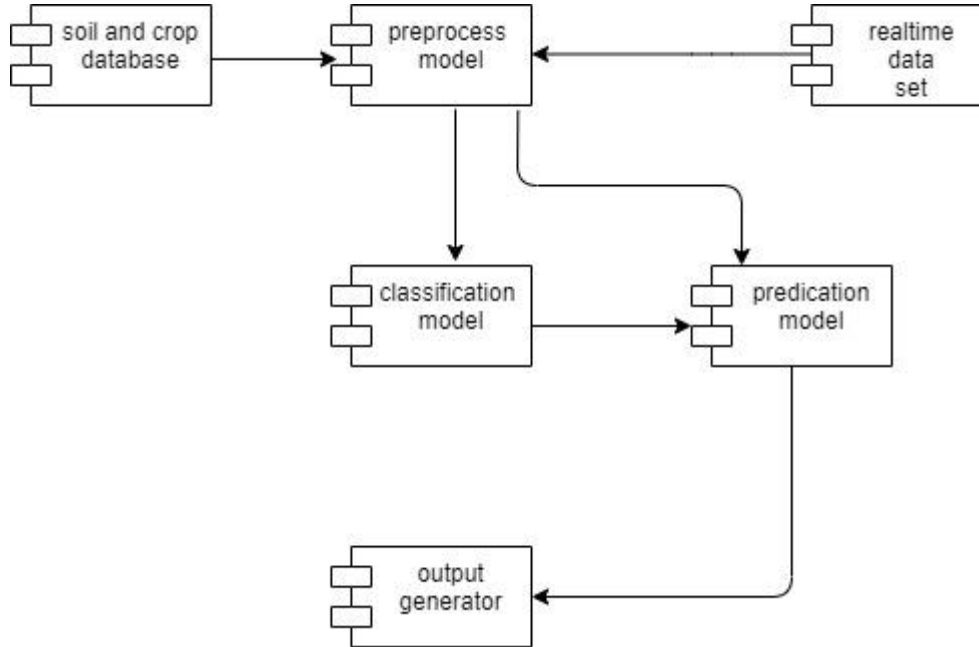 soil and crop
database
preprocess
model
realtime
data
set
classification
model
predication
model
output
generator